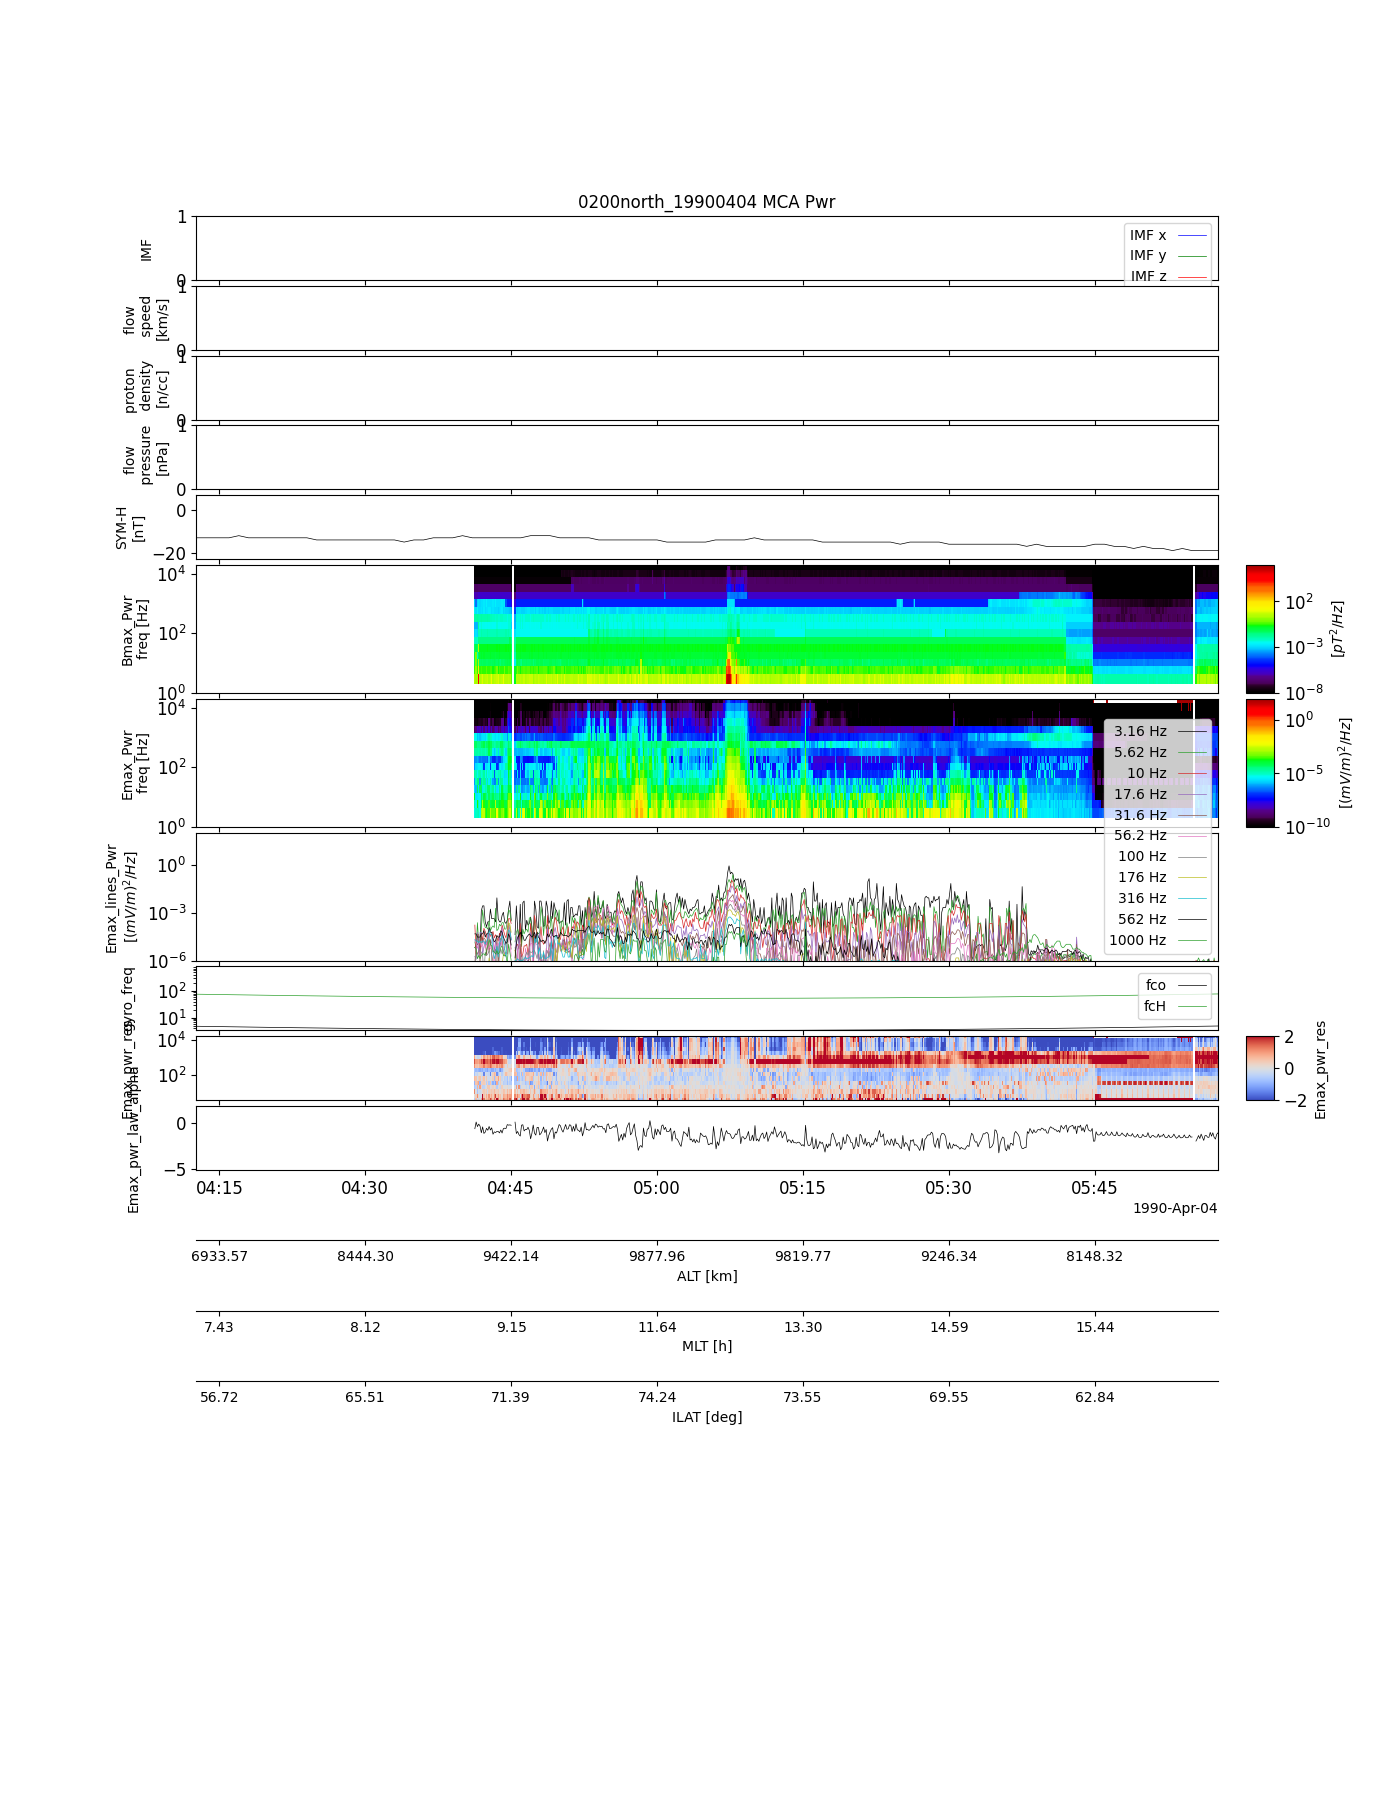 0200north_19900404 MCA Pwr
1
0
IMF
IMF x
IMF y
IMF z
1
0
flow
speed
[km/s]
1
0
proton
density
[n/cc]
1
0
flow
pressure
[nPa]
0
−20
SYM-H
[nT]
10^4
10^2
10^0
Bmax_Pwr
freq [Hz]
10^2
10^−3
10^−8
[pT^2/Hz]
10^4
10^2
10^0
Emax_Pwr
freq [Hz]
10^0
10^−5
10^−10
[(mV/m)^2/Hz]
3.16 Hz
5.62 Hz
10 Hz
17.6 Hz
31.6 Hz
56.2 Hz
100 Hz
176 Hz
316 Hz
562 Hz
1000 Hz
10^0
10^−3
10^−6
Emax_lines_Pwr
[(mV/m)^2/Hz]
10^2
10^1
gyro_freq
fco
fcH
10^4
10^2
Emax_pwr_res
2
0
−2
Emax_pwr_res
0
−5
Emax_pwr_law_alpha
04:15 04:30 04:45 05:00 05:15 05:30 05:45
1990-Apr-04
6933.57 8444.30 9422.14 9877.96 9819.77 9246.34 8148.32
ALT [km]
7.43 8.12 9.15 11.64 13.30 14.59 15.44
MLT [h]
56.72 65.51 71.39 74.24 73.55 69.55 62.84
ILAT [deg]